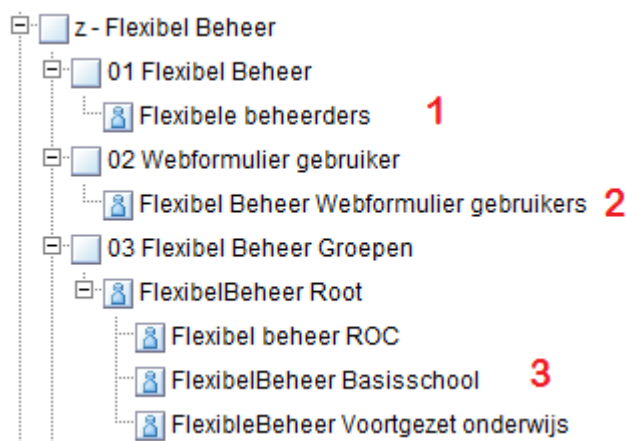 z - Flexibel Beheer
01 Flexibel Beheer
Flexibele beheerders 1
02 Webformulier gebruiker
Flexibel Beheer Webformulier gebruikers 2
03 Flexibel Beheer Groepen
FlexibelBeheer Root
Flexibel beheer ROC
FlexibelBeheer Basisschool 3
FlexibleBeheer Voortgezet onderwijs